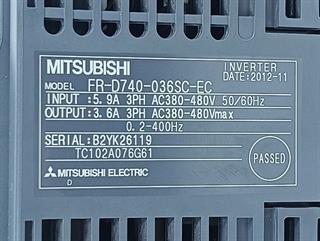 MITSUBISHI INVERTER
DATE:2012-11
MODEL FR-D740-036SC-EC
INPUT :5.9A 3PH AC380-480V 50/60Hz
OUTPUT:3.6A 3PH AC380-480Vmax
0.2-400Hz
SERIAL:B2YK26119
TC102A076G61
PASSED
MITSUBISHI ELECTRIC
D